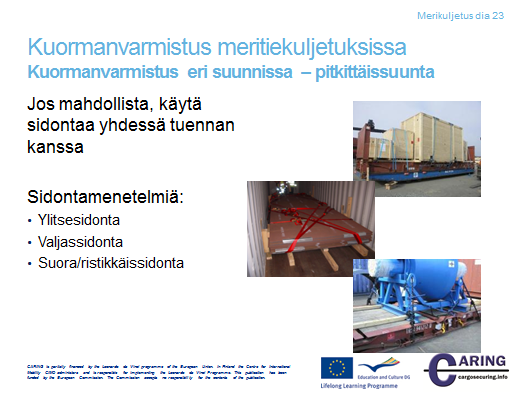 Merikuljetus dia 23
Kuormanvarmistus meritiekuljetuksissa
Kuormanvarmistus eri suunnissa – pitkittäissuunta
Jos mahdollista, käytä
sidontaa yhdessä tuennan
kanssa
Sidontamenetelmiä:
• Ylitsesidonta
• Valjassidonta
• Suora/ristikkäissidonta
CARING is partially financed by the Leonardo da Vinci programme of the European Union. In Finland the Centre for International
Mobility CIMO administers and is responsible for implementing the Leonardo da Vinci Programme. This publication has been
funded by the European Commission. The Commission accepts no responsibility for the contents of the publication.
Education and Culture DG
Lifelong Learning Programme
CARING
cargosecuring.info